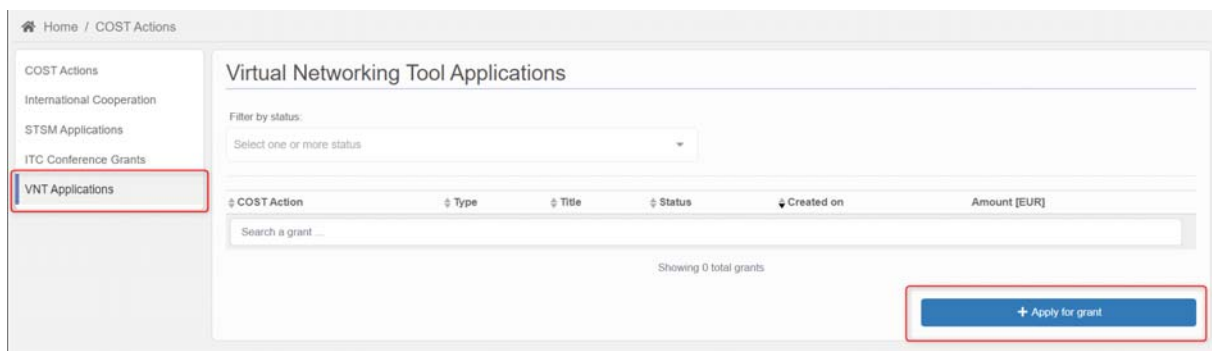 Home / COST Actions
COST Actions
International Cooperation
STSM Applications
ITC Conference Grants
VNT Applications
Virtual Networking Tool Applications
Filter by status:
Select one or more status
COST Action Type Title Status Created on Amount [EUR]
Search a grant ...
Showing 0 total grants
+ Apply for grant